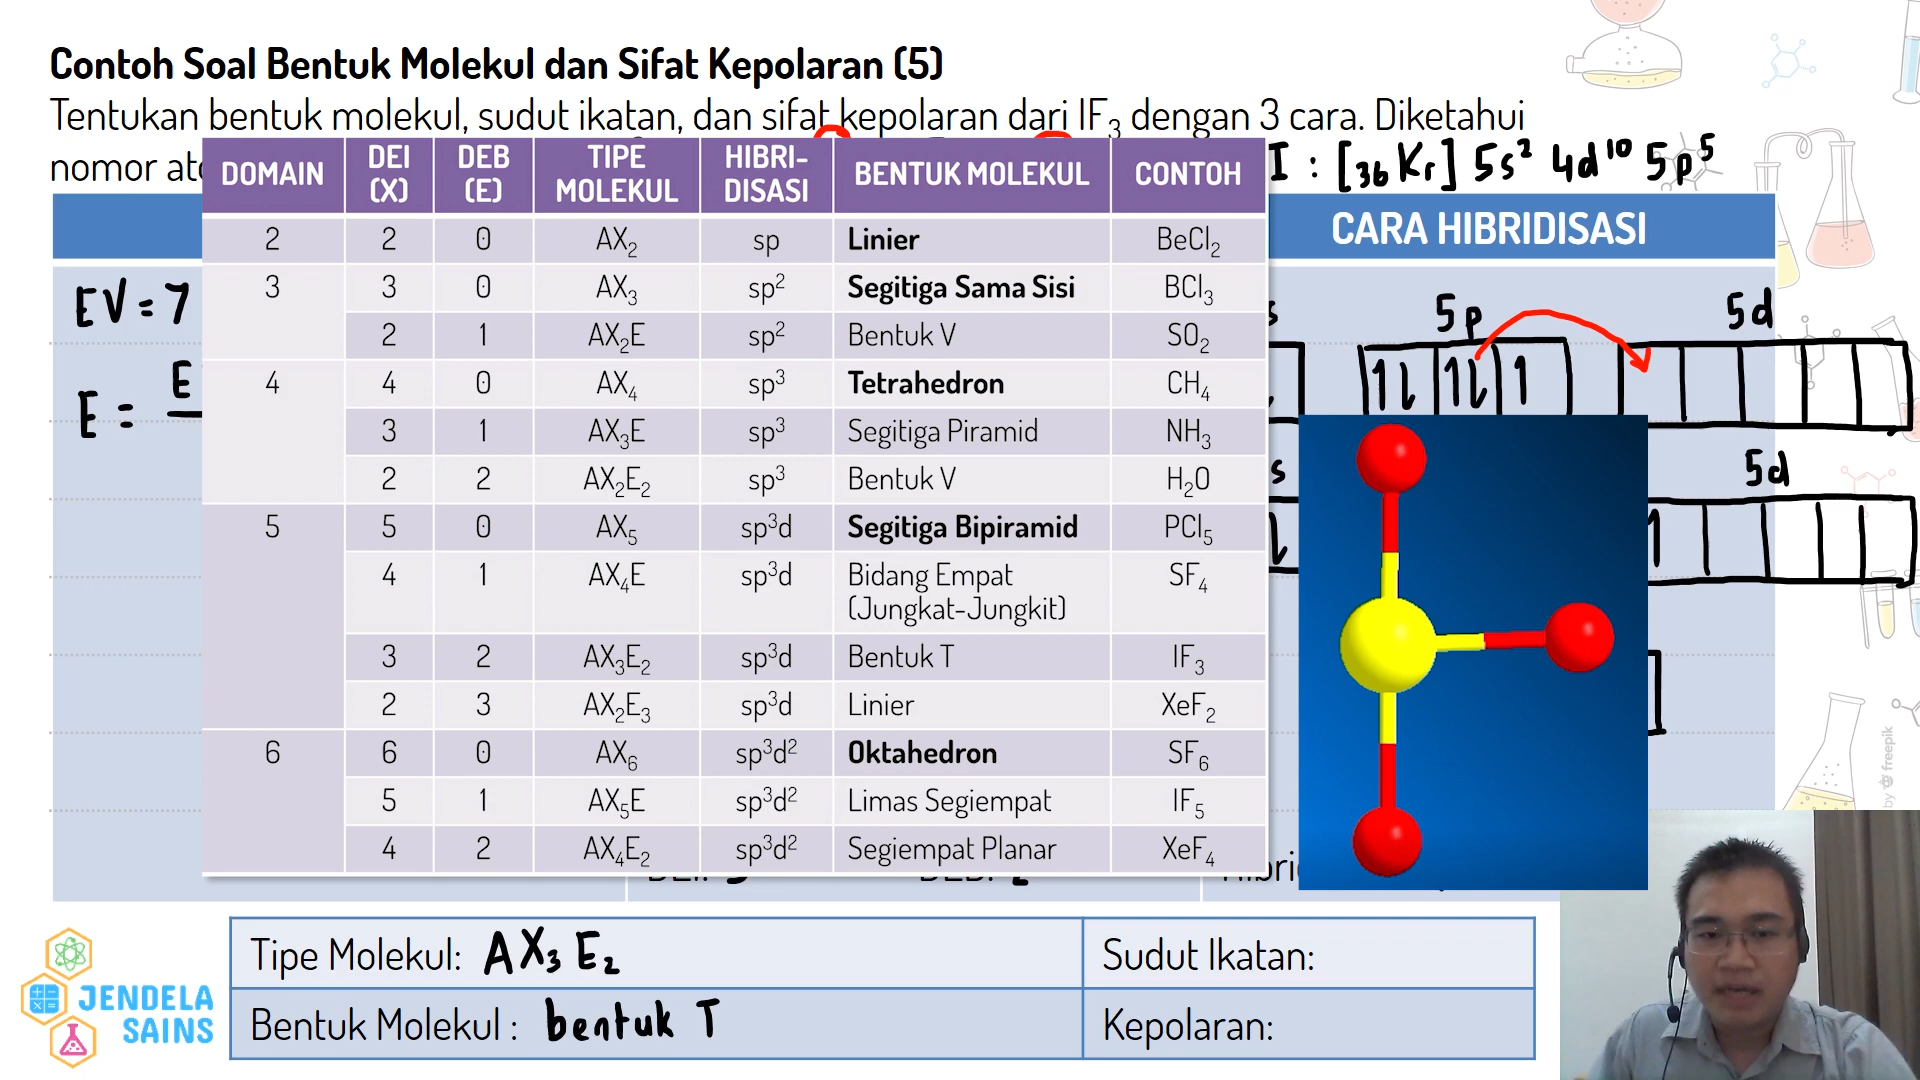 Contoh Soal Bentuk Molekul dan Sifat Kepolaran (5)
Tentukan bentuk molekul, sudut ikatan, dan sifat kepolaran dari IF₃ dengan 3 cara. Diketahui
nomor
I : [₃₆Kr] 5s² 4d¹⁰ 5p⁵
CARA HIBRIDISASI
DOMAIN DEI (X) DEB (E) TIPE MOLEKUL HIBRI-DISASI BENTUK MOLEKUL CONTOH
2 2 0 AX₂ sp Linier BeCl₂
3 3 0 AX₃ sp² Segitiga Sama Sisi BCl₃
2 1 AX₂E sp² Bentuk V SO₂
4 4 0 AX₄ sp³ Tetrahedron CH₄
3 1 AX₃E sp³ Segitiga Piramid NH₃
2 2 AX₂E₂ sp³ Bentuk V H₂O
5 5 0 AX₅ sp³d Segitiga Bipiramid PCl₅
4 1 AX₄E sp³d Bidang Empat (Jungkat-Jungkit) SF₄
3 2 AX₃E₂ sp³d Bentuk T IF₃
2 3 AX₂E₃ sp³d Linier XeF₂
6 6 0 AX₆ sp³d² Oktahedron SF₆
5 1 AX₅E sp³d² Limas Segiempat IF₅
4 2 AX₄E₂ sp³d² Segiempat Planar XeF₄
EV = 7
E = E
s 5p 5d
s 5d
Tipe Molekul: AX₃E₂
Sudut Ikatan:
Bentuk Molekul : bentuk T
Kepolaran:
JENDELA
SAINS
by freepik